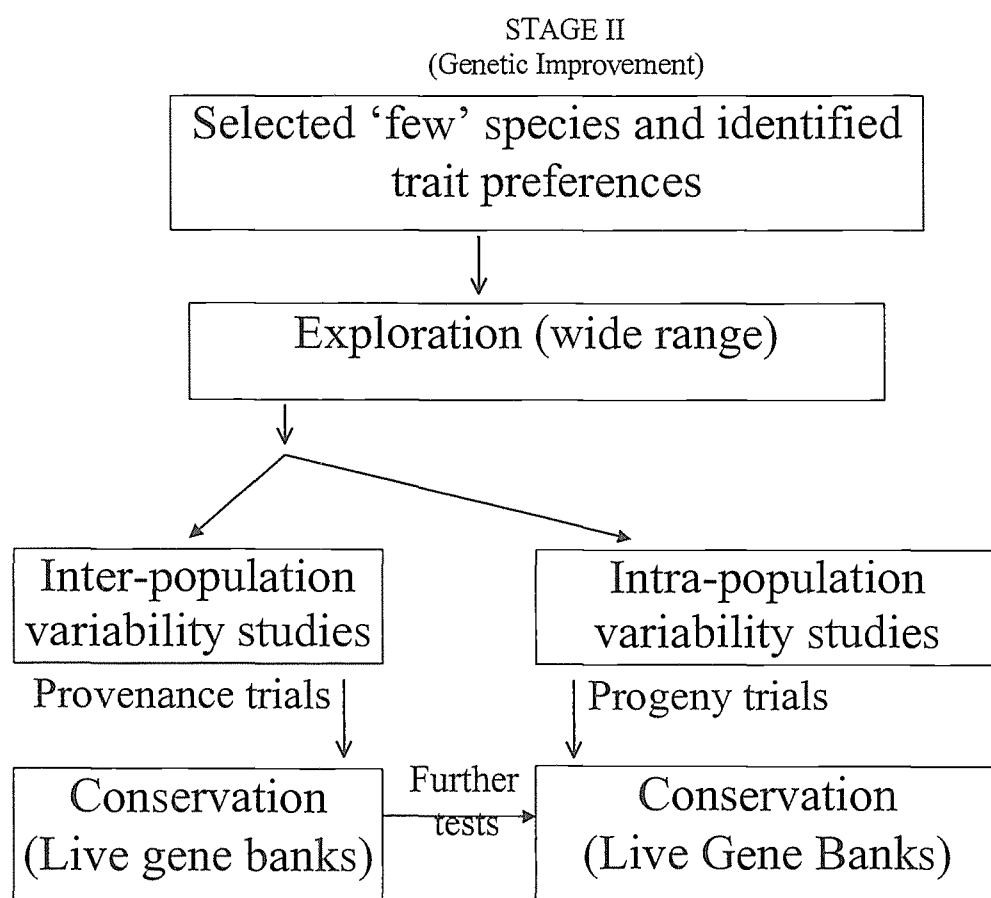 STAGE II
(Genetic Improvement)
Selected ‘few’ species and identified
trait preferences
Exploration (wide range)
Inter-population
variability studies
Intra-population
variability studies
Provenance trials
Progeny trials
Conservation
(Live gene banks)
Further
tests
Conservation
(Live Gene Banks)